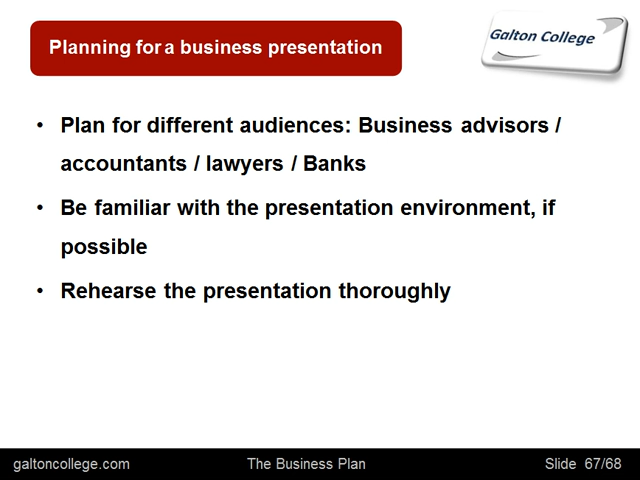 Planning for a business presentation
Galton College
• Plan for different audiences: Business advisors /
accountants / lawyers / Banks
• Be familiar with the presentation environment, if
possible
• Rehearse the presentation thoroughly
galtoncollege.com The Business Plan Slide 67/68